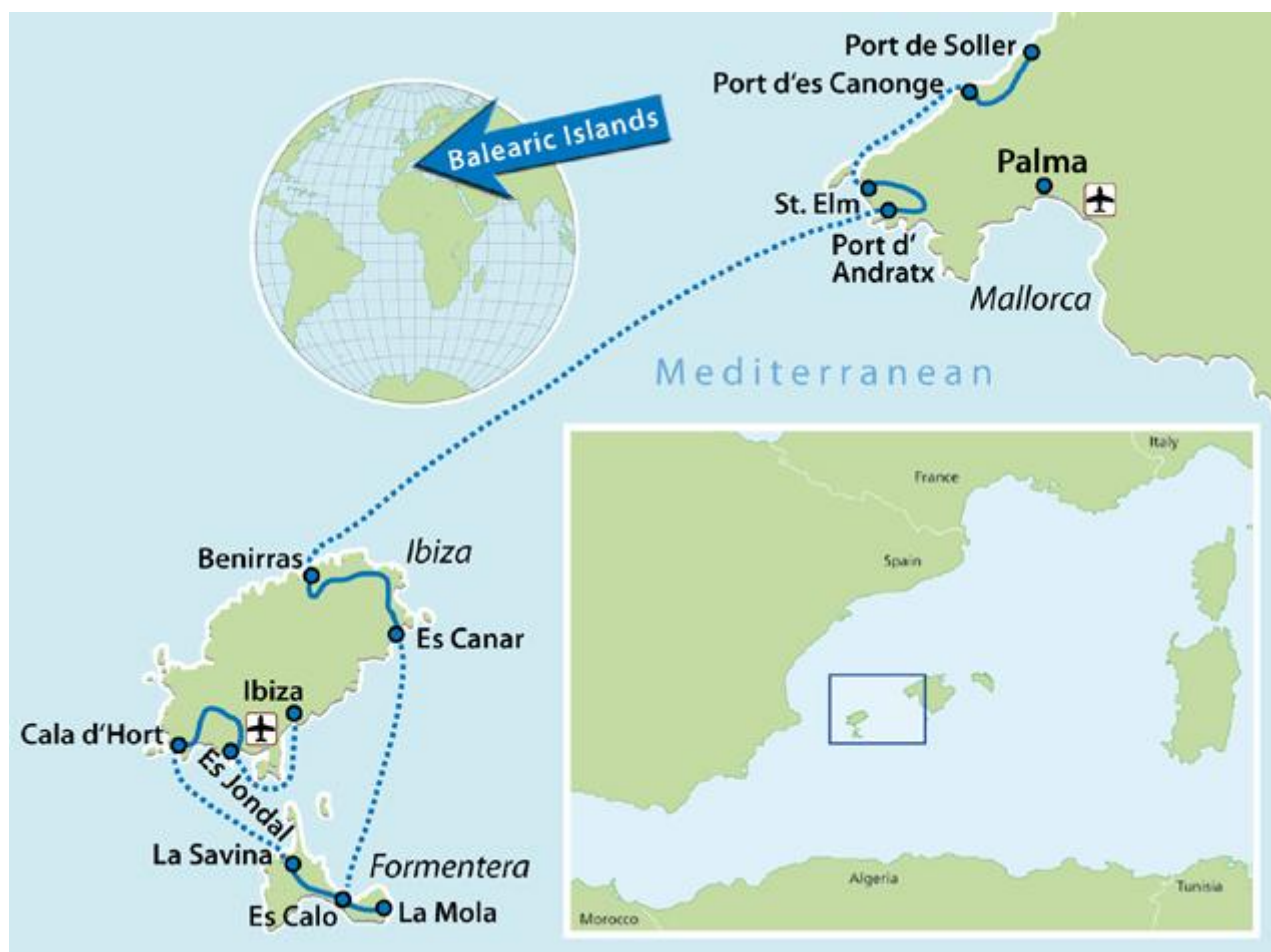 Port de Soller
Port d'es Canonge
Balearic Islands
Palma
St. Elm
Port d'
Andratx
Mallorca
Mediterranean
Italy
France
Spain
Benirras
Ibiza
Es Canar
Ibiza
Cala d'Hort
Es Jondal
La Savina
Formentera
Es Calo
La Mola
Algeria
Tunisia
Morocco